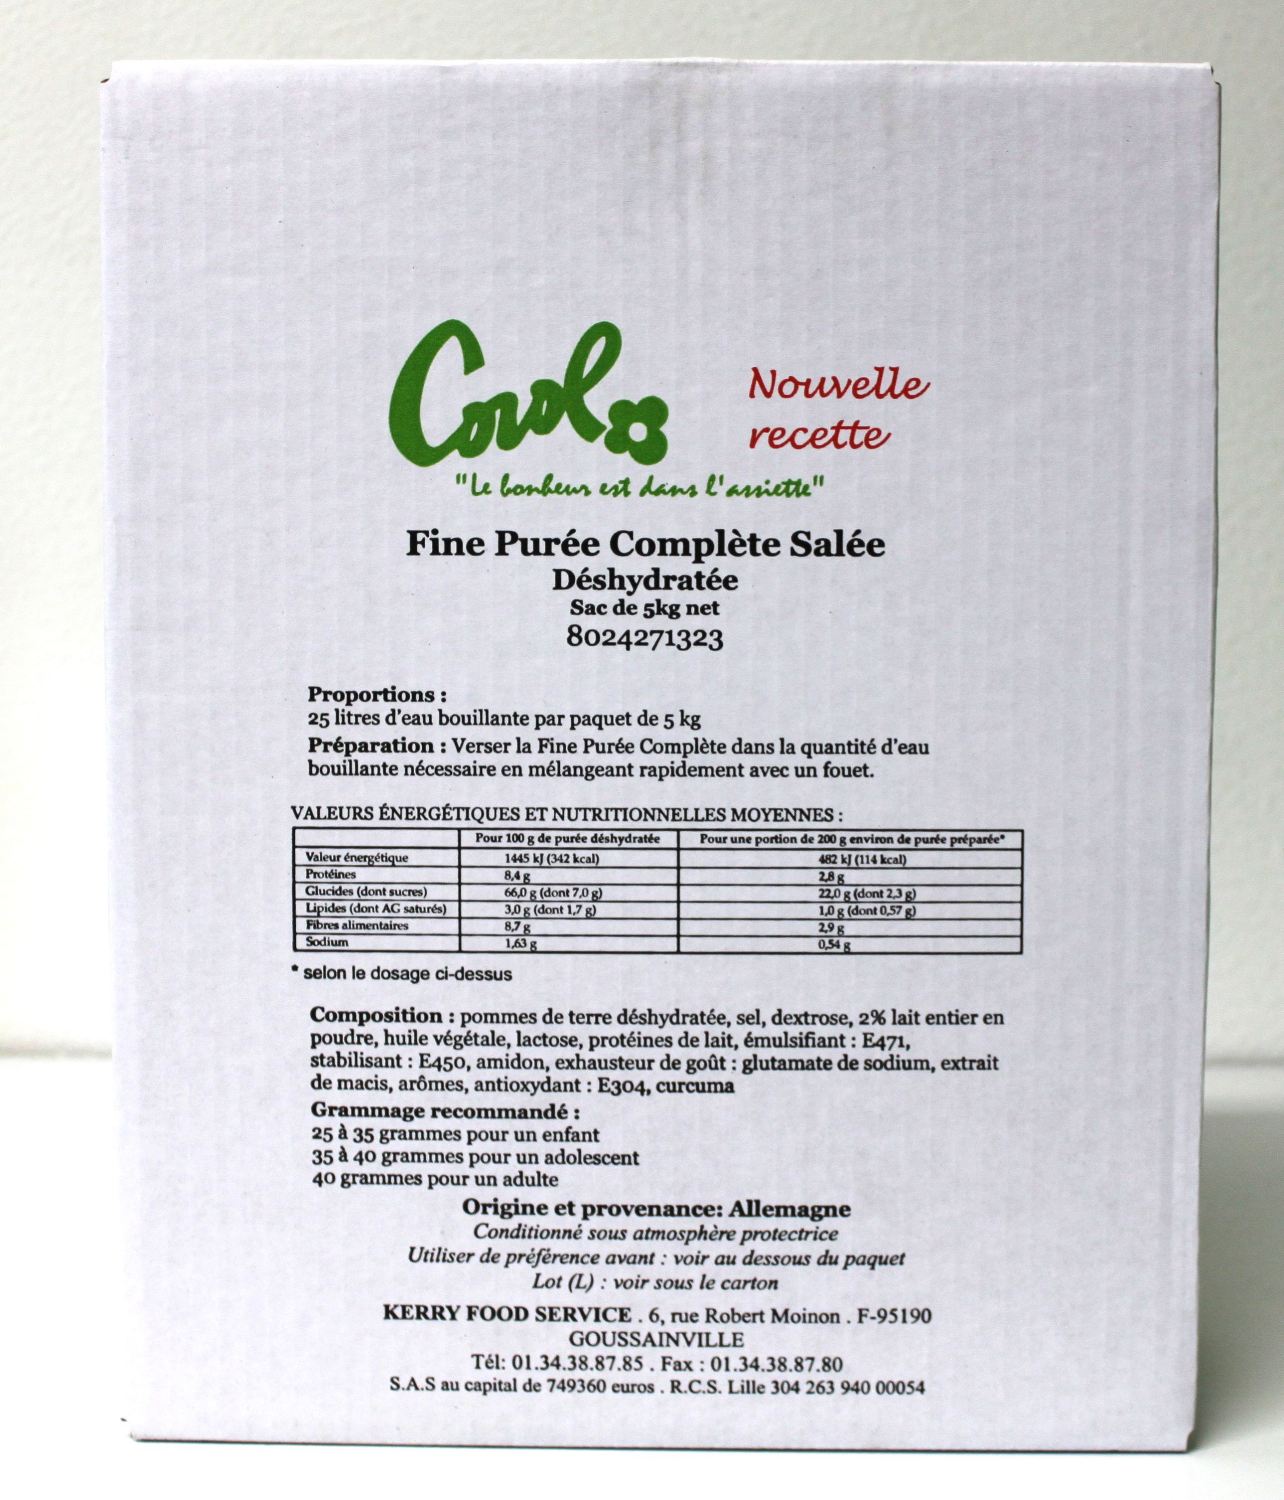 Corol
Nouvelle
recette
"Le bonheur est dans l'assiette"
Fine Purée Complète Salée
Déshydratée
Sac de 5kg net
8024271323
Proportions :
25 litres d'eau bouillante par paquet de 5 kg
Préparation : Verser la Fine Purée Complète dans la quantité d'eau
bouillante nécessaire en mélangeant rapidement avec un fouet.
VALEURS ÉNERGÉTIQUES ET NUTRITIONNELLES MOYENNES :
Pour 100 g de purée déshydratée Pour une portion de 200 g environ de purée préparée*
Valeur énergétique 1445 kJ (342 kcal) 482 kJ (114 kcal)
Protéines 8,4 g 2,8 g
Glucides (dont sucres) 66,0 g (dont 7,0 g) 22,0 g (dont 2,3 g)
Lipides (dont AG saturés) 3,0 g (dont 1,7 g) 1,0 g (dont 0,57 g)
Fibres alimentaires 8,7 g 2,9 g
Sodium 1,63 g 0,54 g
* selon le dosage ci-dessus
Composition : pommes de terre déshydratée, sel, dextrose, 2% lait entier en
poudre, huile végétale, lactose, protéines de lait, émulsifiant : E471,
stabilisant : E450, amidon, exhausteur de goût : glutamate de sodium, extrait
de macis, arômes, antioxydant : E304, curcuma
Grammage recommandé :
25 à 35 grammes pour un enfant
35 à 40 grammes pour un adolescent
40 grammes pour un adulte
Origine et provenance: Allemagne
Conditionné sous atmosphère protectrice
Utiliser de préférence avant : voir au dessous du paquet
Lot (L) : voir sous le carton
KERRY FOOD SERVICE . 6, rue Robert Moinon . F-95190
GOUSSAINVILLE
Tél: 01.34.38.87.85 . Fax : 01.34.38.87.80
S.A.S au capital de 749360 euros . R.C.S. Lille 304 263 940 00054